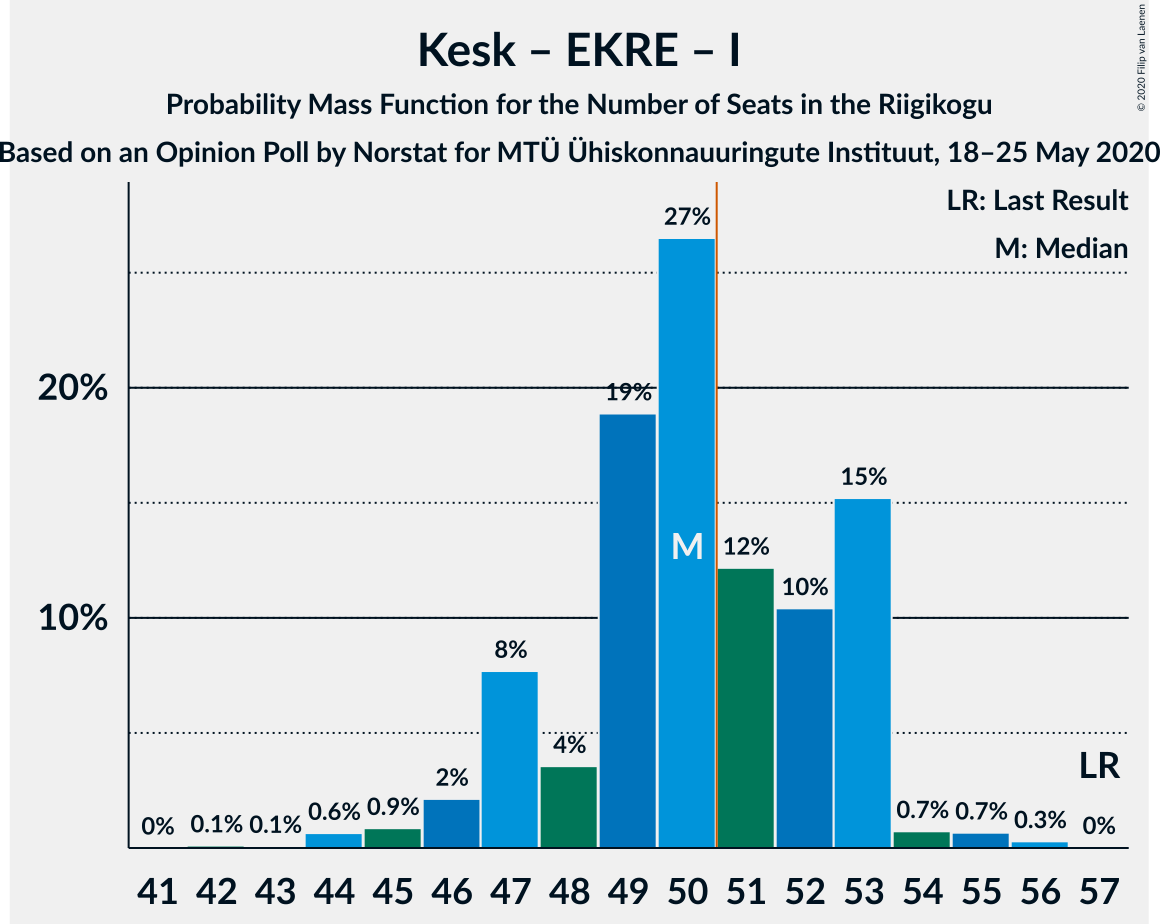 Kesk – EKRE – I
Probability Mass Function for the Number of Seats in the Riigikogu
Based on an Opinion Poll by Norstat for MTÜ Ühiskonnauuringute Instituut, 18–25 May 2020
© 2020 Filip van Laenen
LR: Last Result
M: Median
27%
20%
19%
15%
M
12%
10%
10%
8%
4%
LR
2%
0% 0.1% 0.1% 0.6% 0.9% 0.7% 0.7% 0.3% 0%
41 42 43 44 45 46 47 48 49 50 51 52 53 54 55 56 57